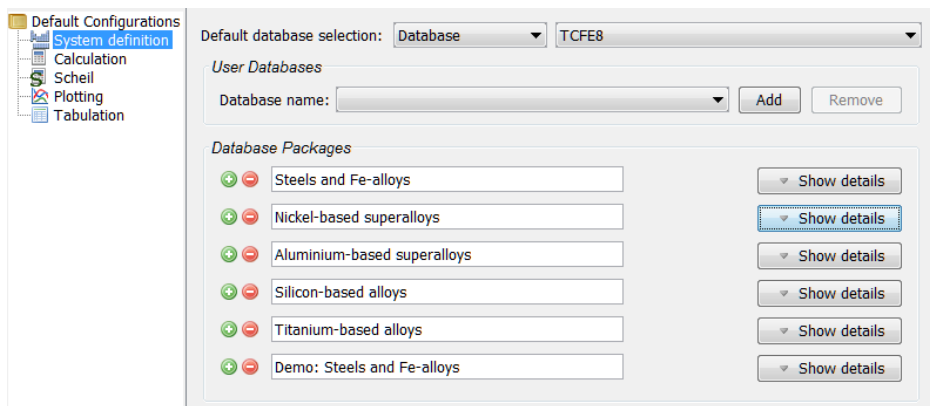 Default Configurations
System definition
Calculation
Scheil
Plotting
Tabulation
Default database selection: Database TCFE8
User Databases
Database name: Add Remove
Database Packages
Steels and Fe-alloys Show details
Nickel-based superalloys Show details
Aluminium-based superalloys Show details
Silicon-based alloys Show details
Titanium-based alloys Show details
Demo: Steels and Fe-alloys Show details